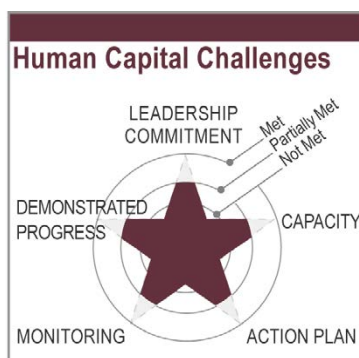 Human Capital Challenges
LEADERSHIP
COMMITMENT
Met
Partially Met
Not Met
DEMONSTRATED
PROGRESS
CAPACITY
MONITORING
ACTION PLAN